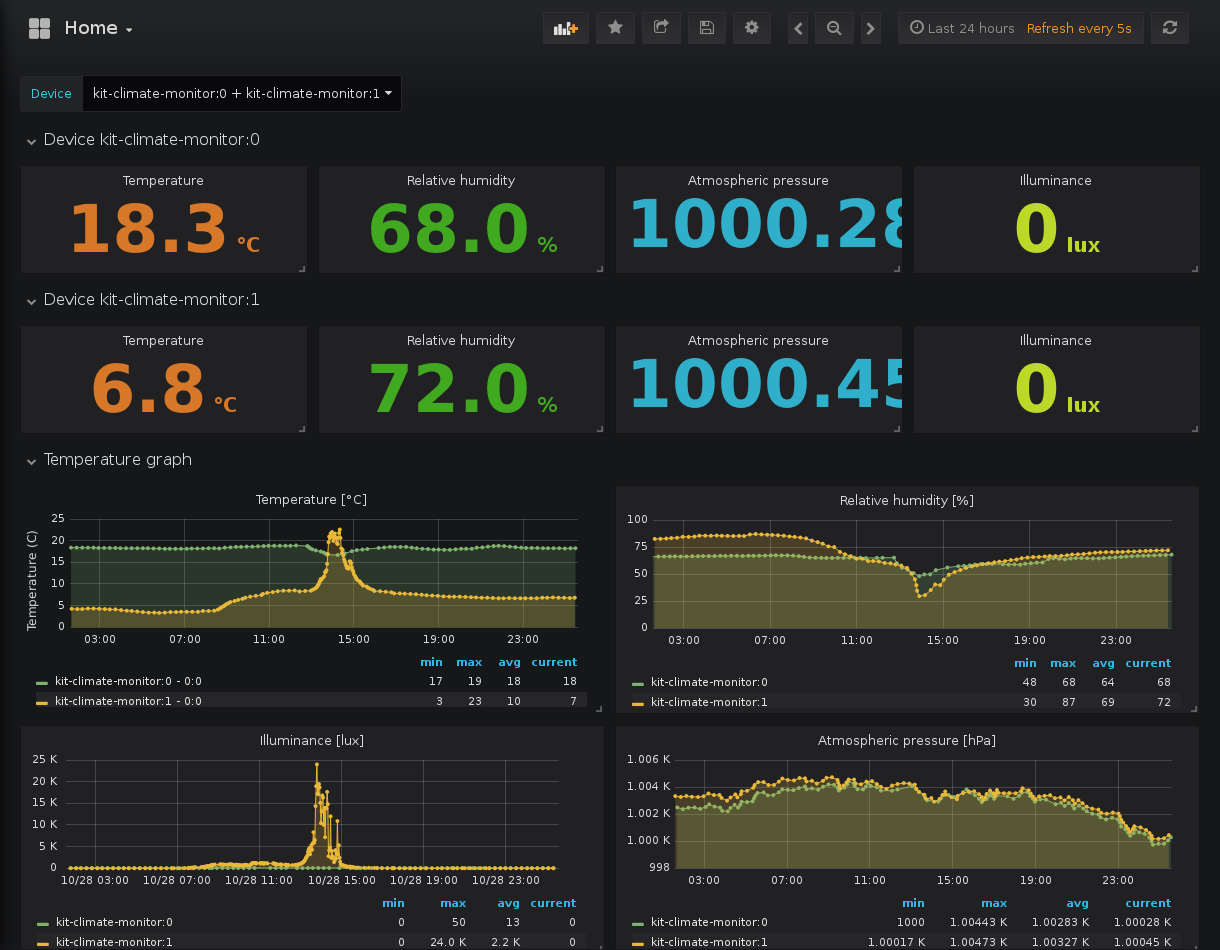 Home
Last 24 hours Refresh every 5s
Device kit-climate-monitor:0 + kit-climate-monitor:1
Device kit-climate-monitor:0
Temperature Relative humidity Atmospheric pressure Illuminance
18.3 °C 68.0 % 1000.28 0 lux
Device kit-climate-monitor:1
Temperature Relative humidity Atmospheric pressure Illuminance
6.8 °C 72.0 % 1000.45 0 lux
Temperature graph
Temperature [°C]
Temperature (C)
25
20
15
10
5
0
03:00 07:00 11:00 15:00 19:00 23:00
min max avg current
kit-climate-monitor:0 - 0:0 17 19 18 18
kit-climate-monitor:1 - 0:0 3 23 10 7
Relative humidity [%]
100
75
50
25
0
03:00 07:00 11:00 15:00 19:00 23:00
min max avg current
kit-climate-monitor:0 48 68 64 68
kit-climate-monitor:1 30 87 69 72
Illuminance [lux]
25 K
20 K
15 K
10 K
5 K
0
10/28 03:00 10/28 07:00 10/28 11:00 10/28 15:00 10/28 19:00 10/28 23:00
min max avg current
kit-climate-monitor:0 0 50 13 0
kit-climate-monitor:1 0 24.0 K 2.2 K 0
Atmospheric pressure [hPa]
1.006 K
1.004 K
1.002 K
1.000 K
998
03:00 07:00 11:00 15:00 19:00 23:00
min max avg current
kit-climate-monitor:0 1000 1.00443 K 1.00283 K 1.00028 K
kit-climate-monitor:1 1.00017 K 1.00473 K 1.00327 K 1.00045 K